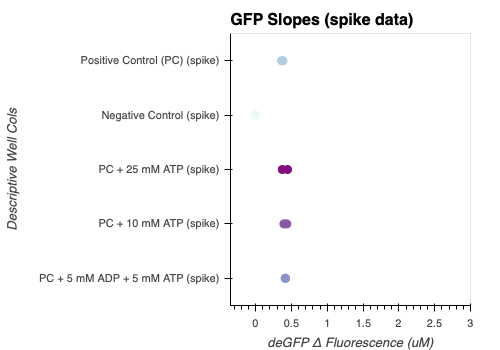 GFP Slopes (spike data)
Descriptive Well Cols
Positive Control (PC) (spike)
Negative Control (spike)
PC + 25 mM ATP (spike)
PC + 10 mM ATP (spike)
PC + 5 mM ADP + 5 mM ATP (spike)
0 0.5 1 1.5 2 2.5 3
deGFP Δ Fluorescence (uM)